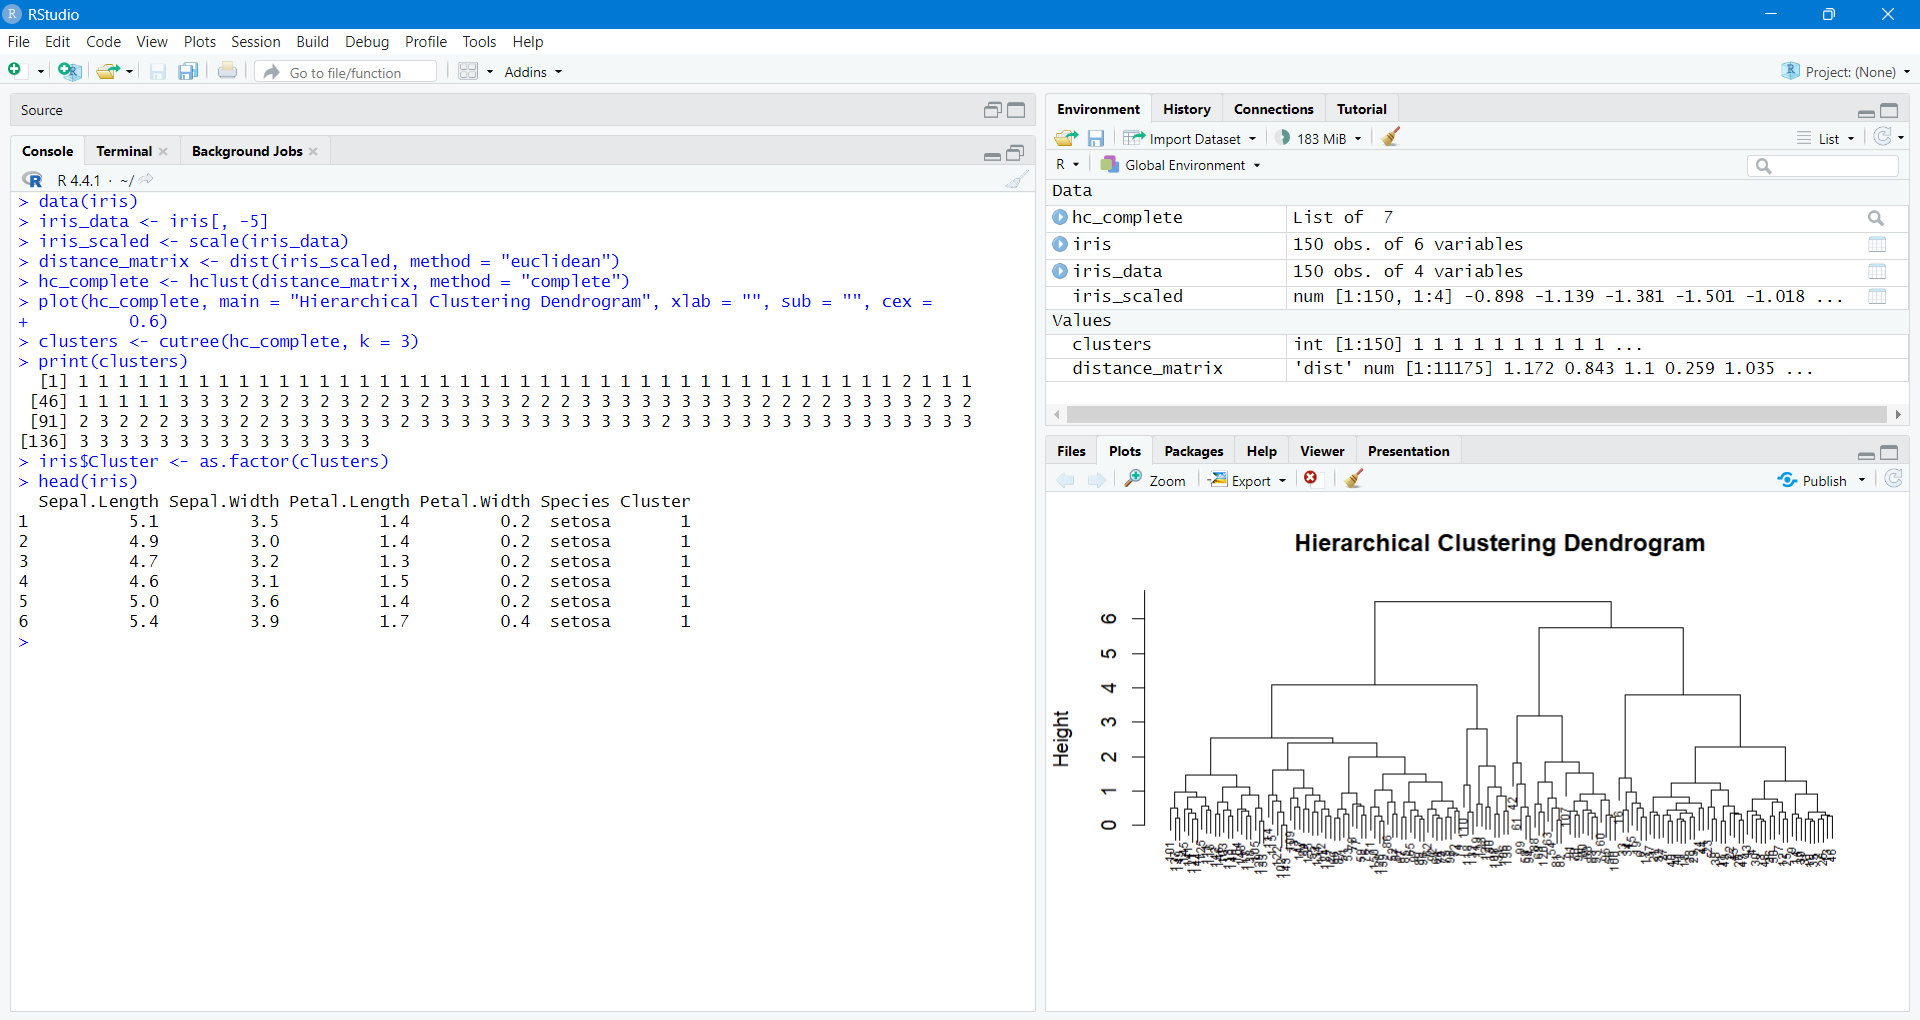 RStudio
File Edit Code View Plots Session Build Debug Profile Tools Help
Go to file/function Addins Project: (None)
Source
Console Terminal Background Jobs
R 4.4.1 · ~/
> data(iris)
> iris_data <- iris[, -5]
> iris_scaled <- scale(iris_data)
> distance_matrix <- dist(iris_scaled, method = "euclidean")
> hc_complete <- hclust(distance_matrix, method = "complete")
> plot(hc_complete, main = "Hierarchical Clustering Dendrogram", xlab = "", sub = "", cex =
+ 0.6)
> clusters <- cutree(hc_complete, k = 3)
> print(clusters)
[1] 1 1 1 1 1 1 1 1 1 1 1 1 1 1 1 1 1 1 1 1 1 1 1 1 1 1 1 1 1 1 1 1 1 1 1 1 1 1 1 1 1 2 1 1 1
[46] 1 1 1 1 1 3 3 3 2 3 2 3 2 3 2 2 3 2 3 3 3 3 2 2 2 3 3 3 3 3 3 3 3 3 2 2 2 2 3 3 3 3 2 3 2
[91] 2 3 2 2 2 3 3 3 2 2 3 3 3 3 3 3 2 3 3 3 3 3 3 3 3 3 3 3 3 2 3 3 3 3 3 3 3 3 3 3 3 3 3 3 3
[136] 3 3 3 3 3 3 3 3 3 3 3 3 3 3 3
> iris$Cluster <- as.factor(clusters)
> head(iris)
Sepal.Length Sepal.Width Petal.Length Petal.Width Species Cluster
1 5.1 3.5 1.4 0.2 setosa 1
2 4.9 3.0 1.4 0.2 setosa 1
3 4.7 3.2 1.3 0.2 setosa 1
4 4.6 3.1 1.5 0.2 setosa 1
5 5.0 3.6 1.4 0.2 setosa 1
6 5.4 3.9 1.7 0.4 setosa 1
>
Environment History Connections Tutorial
Import Dataset 183 MiB List
R Global Environment
Data
hc_complete List of 7
iris 150 obs. of 6 variables
iris_data 150 obs. of 4 variables
iris_scaled num [1:150, 1:4] -0.898 -1.139 -1.381 -1.501 -1.018 ...
Values
clusters int [1:150] 1 1 1 1 1 1 1 1 1 1 ...
distance_matrix 'dist' num [1:11175] 1.172 0.843 1.1 0.259 1.035 ...
Files Plots Packages Help Viewer Presentation
Zoom Export Publish
Hierarchical Clustering Dendrogram
Height
6
5
4
3
2
1
0
42
16
61
107
110